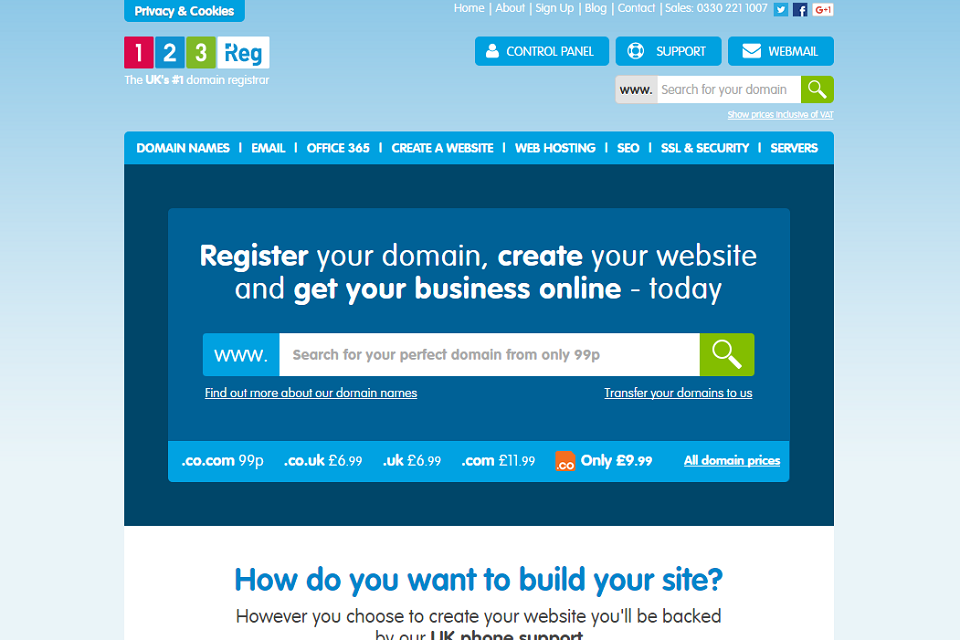 Privacy & Cookies
Home | About | Sign Up | Blog | Contact | Sales: 0330 221 1007
G+1
1 2 3 Reg
The UK's #1 domain registrar
CONTROL PANEL SUPPORT WEBMAIL
www. Search for your domain
Show prices inclusive of VAT
DOMAIN NAMES | EMAIL | OFFICE 365 | CREATE A WEBSITE | WEB HOSTING | SEO | SSL & SECURITY | SERVERS
Register your domain, create your website
and get your business online - today
www. Search for your perfect domain from only 99p
Find out more about our domain names Transfer your domains to us
.co.com 99p .co.uk £6.99 .uk £6.99 .com £11.99 .co Only £9.99 All domain prices
How do you want to build your site?
However you choose to create your website you'll be backed
by our UK phone support